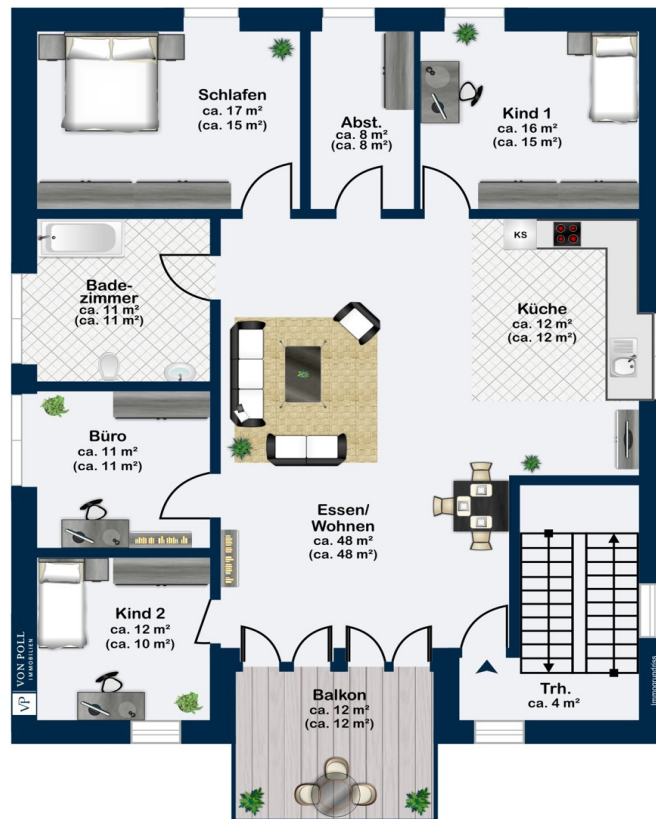 Schlafen
ca. 17 m²
(ca. 15 m²)
Abst.
ca. 8 m²
(ca. 8 m²)
Kind 1
ca. 16 m²
(ca. 15 m²)
Bade-
zimmer
ca. 11 m²
(ca. 11 m²)
KS
Küche
ca. 12 m²
(ca. 12 m²)
Büro
ca. 11 m²
(ca. 11 m²)
Essen/
Wohnen
ca. 48 m²
(ca. 48 m²)
Kind 2
ca. 12 m²
(ca. 10 m²)
Balkon
ca. 12 m²
(ca. 12 m²)
Trh.
ca. 4 m²
VP VON POLL
IMMOBILIEN
Immogrundriss